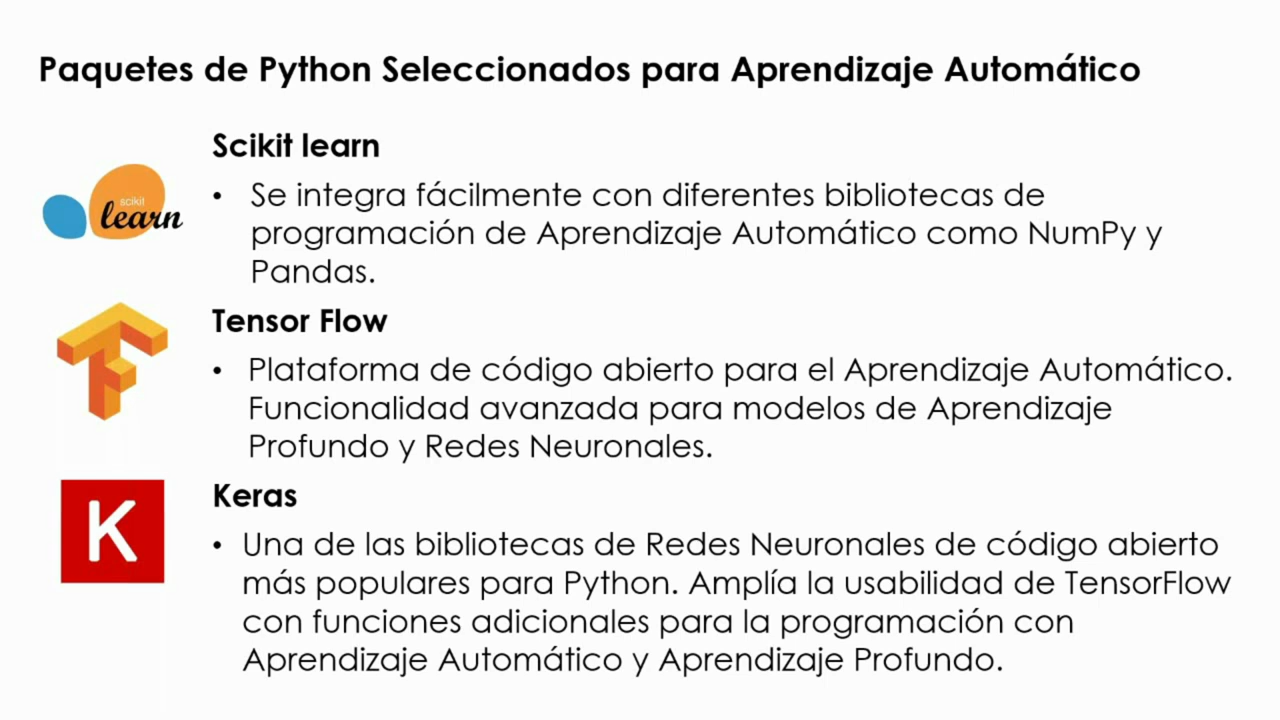 Paquetes de Python Seleccionados para Aprendizaje Automático
Scikit learn
scikit
learn
• Se integra fácilmente con diferentes bibliotecas de
programación de Aprendizaje Automático como NumPy y
Pandas.
Tensor Flow
• Plataforma de código abierto para el Aprendizaje Automático.
Funcionalidad avanzada para modelos de Aprendizaje
Profundo y Redes Neuronales.
Keras
K
• Una de las bibliotecas de Redes Neuronales de código abierto
más populares para Python. Amplía la usabilidad de TensorFlow
con funciones adicionales para la programación con
Aprendizaje Automático y Aprendizaje Profundo.